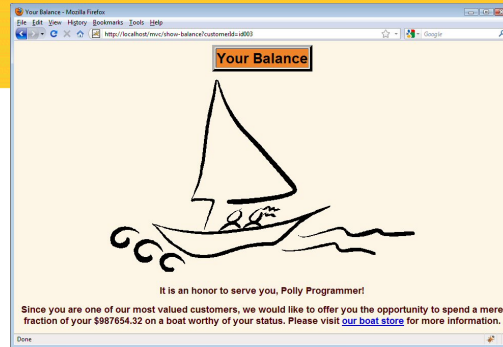 Your Balance - Mozilla Firefox
File Edit View History Bookmarks Tools Help
http://localhost/mvc/show-balance?customerId=id003
Google
Your Balance
It is an honor to serve you, Polly Programmer!
Since you are one of our most valued customers, we would like to offer you the opportunity to spend a mere
fraction of your $987654.32 on a boat worthy of your status. Please visit our boat store for more information.
Done